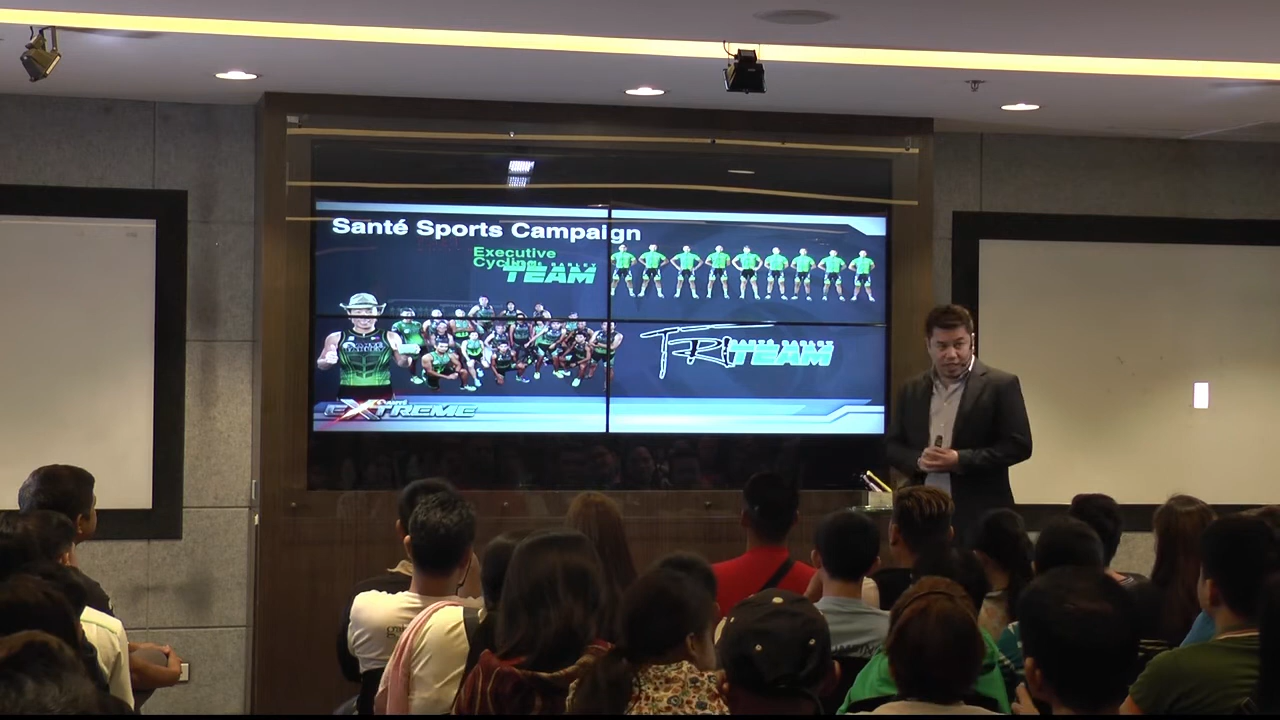 Santé Sports Campaign
Executive
Cycling
TEAM
TRI TEAM
EXTREME